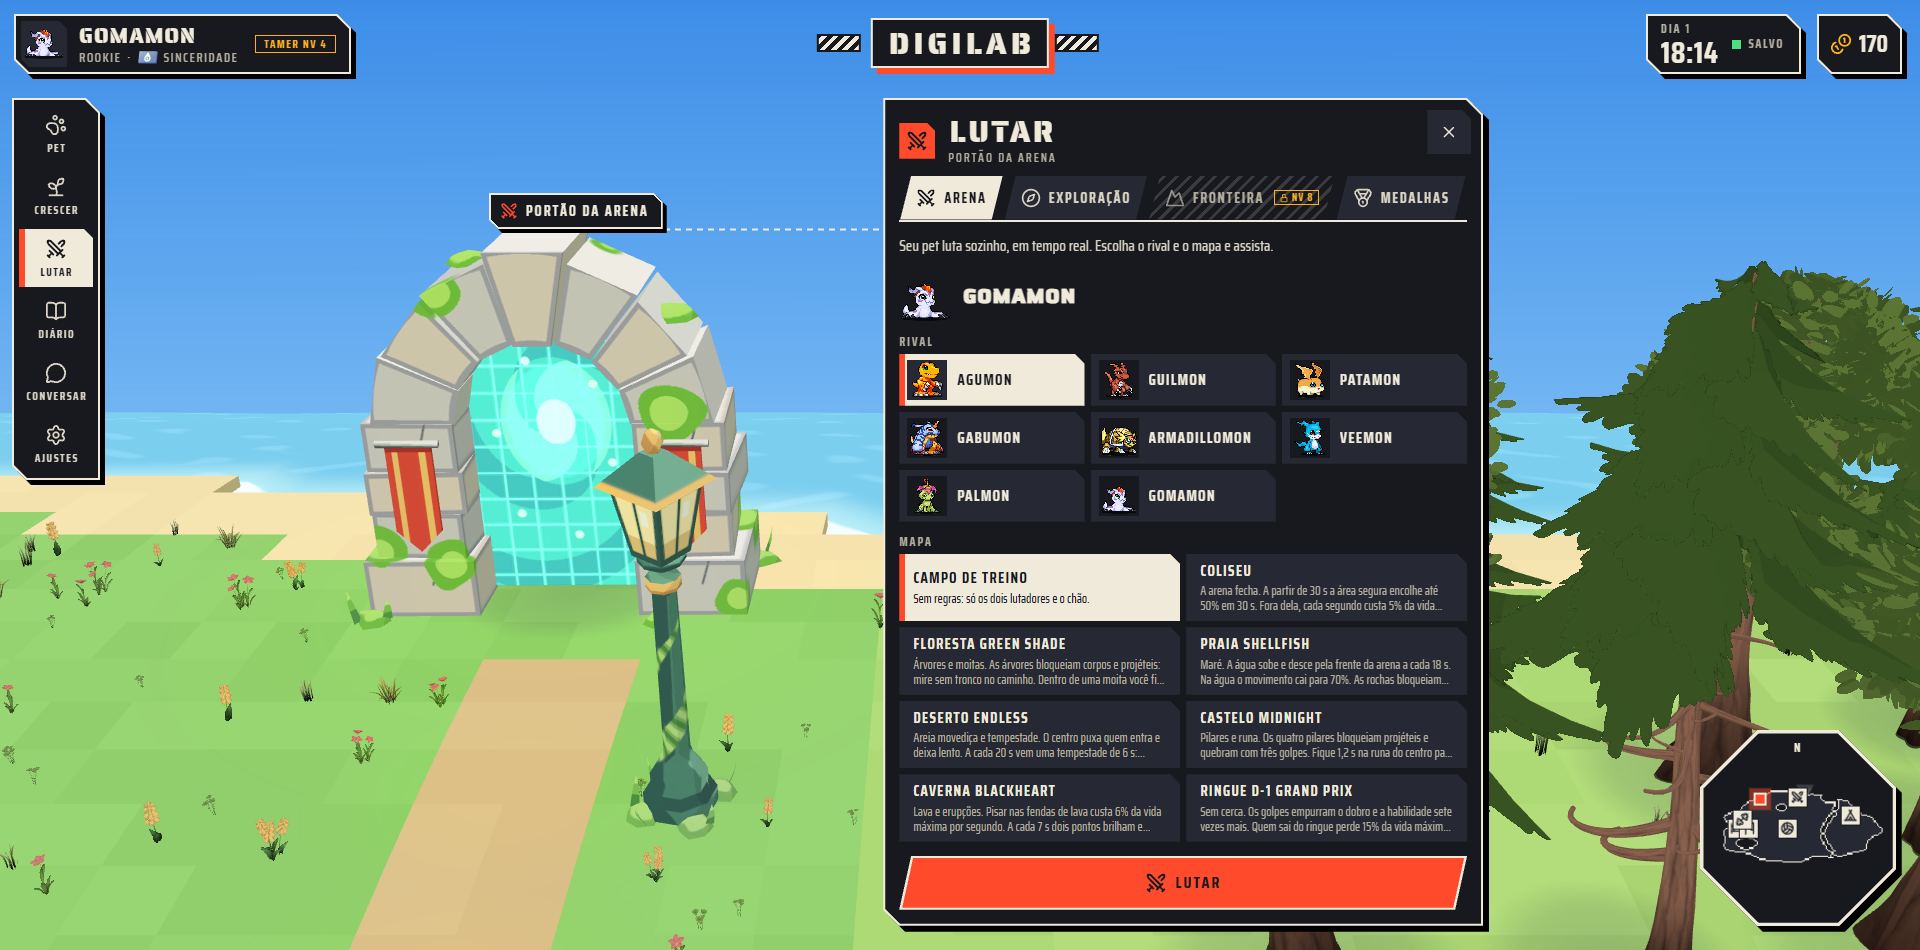 GOMAMON
TAMER NV 4
ROOKIE · SINCERIDADE
DIGILAB
DIA 1
18:14
SALVO
170
PET
CRESCER
LUTAR
DIÁRIO
CONVERSAR
AJUSTES
PORTÃO DA ARENA
LUTAR
PORTÃO DA ARENA
ARENA
EXPLORAÇÃO
FRONTEIRA
NV 8
MEDALHAS
Seu pet luta sozinho, em tempo real. Escolha o rival e o mapa e assista.
GOMAMON
RIVAL
AGUMON
GUILMON
PATAMON
GABUMON
ARMADILLOMON
VEEMON
PALMON
GOMAMON
MAPA
CAMPO DE TREINO
Sem regras: só os dois lutadores e o chão.
COLISEU
A arena fecha. A partir de 30 s a área segura encolhe até
50% em 30 s. Fora dela, cada segundo custa 5% da vida...
FLORESTA GREEN SHADE
Árvores e moitas. As árvores bloqueiam corpos e projéteis:
mire sem tronco no caminho. Dentro de uma moita você fi...
PRAIA SHELLFISH
Maré. A água sobe e desce pela frente da arena a cada 18 s.
Na água o movimento cai para 70%. As rochas bloqueiam...
DESERTO ENDLESS
Areia movediça e tempestade. O centro puxa quem entra e
deixa lento. A cada 20 s vem uma tempestade de 6 s:...
CASTELO MIDNIGHT
Pilares e runa. Os quatro pilares bloqueiam projéteis e
quebram com três golpes. Fique 1,2 s na runa do centro pa...
CAVERNA BLACKHEART
Lava e erupções. Pisar nas fendas de lava custa 6% da vida
máxima por segundo. A cada 7 s dois pontos brilham e...
RINGUE D-1 GRAND PRIX
Sem cerca. Os golpes empurram o dobro e a habilidade sete
vezes mais. Quem sai do ringue perde 15% da vida máxim...
LUTAR
N